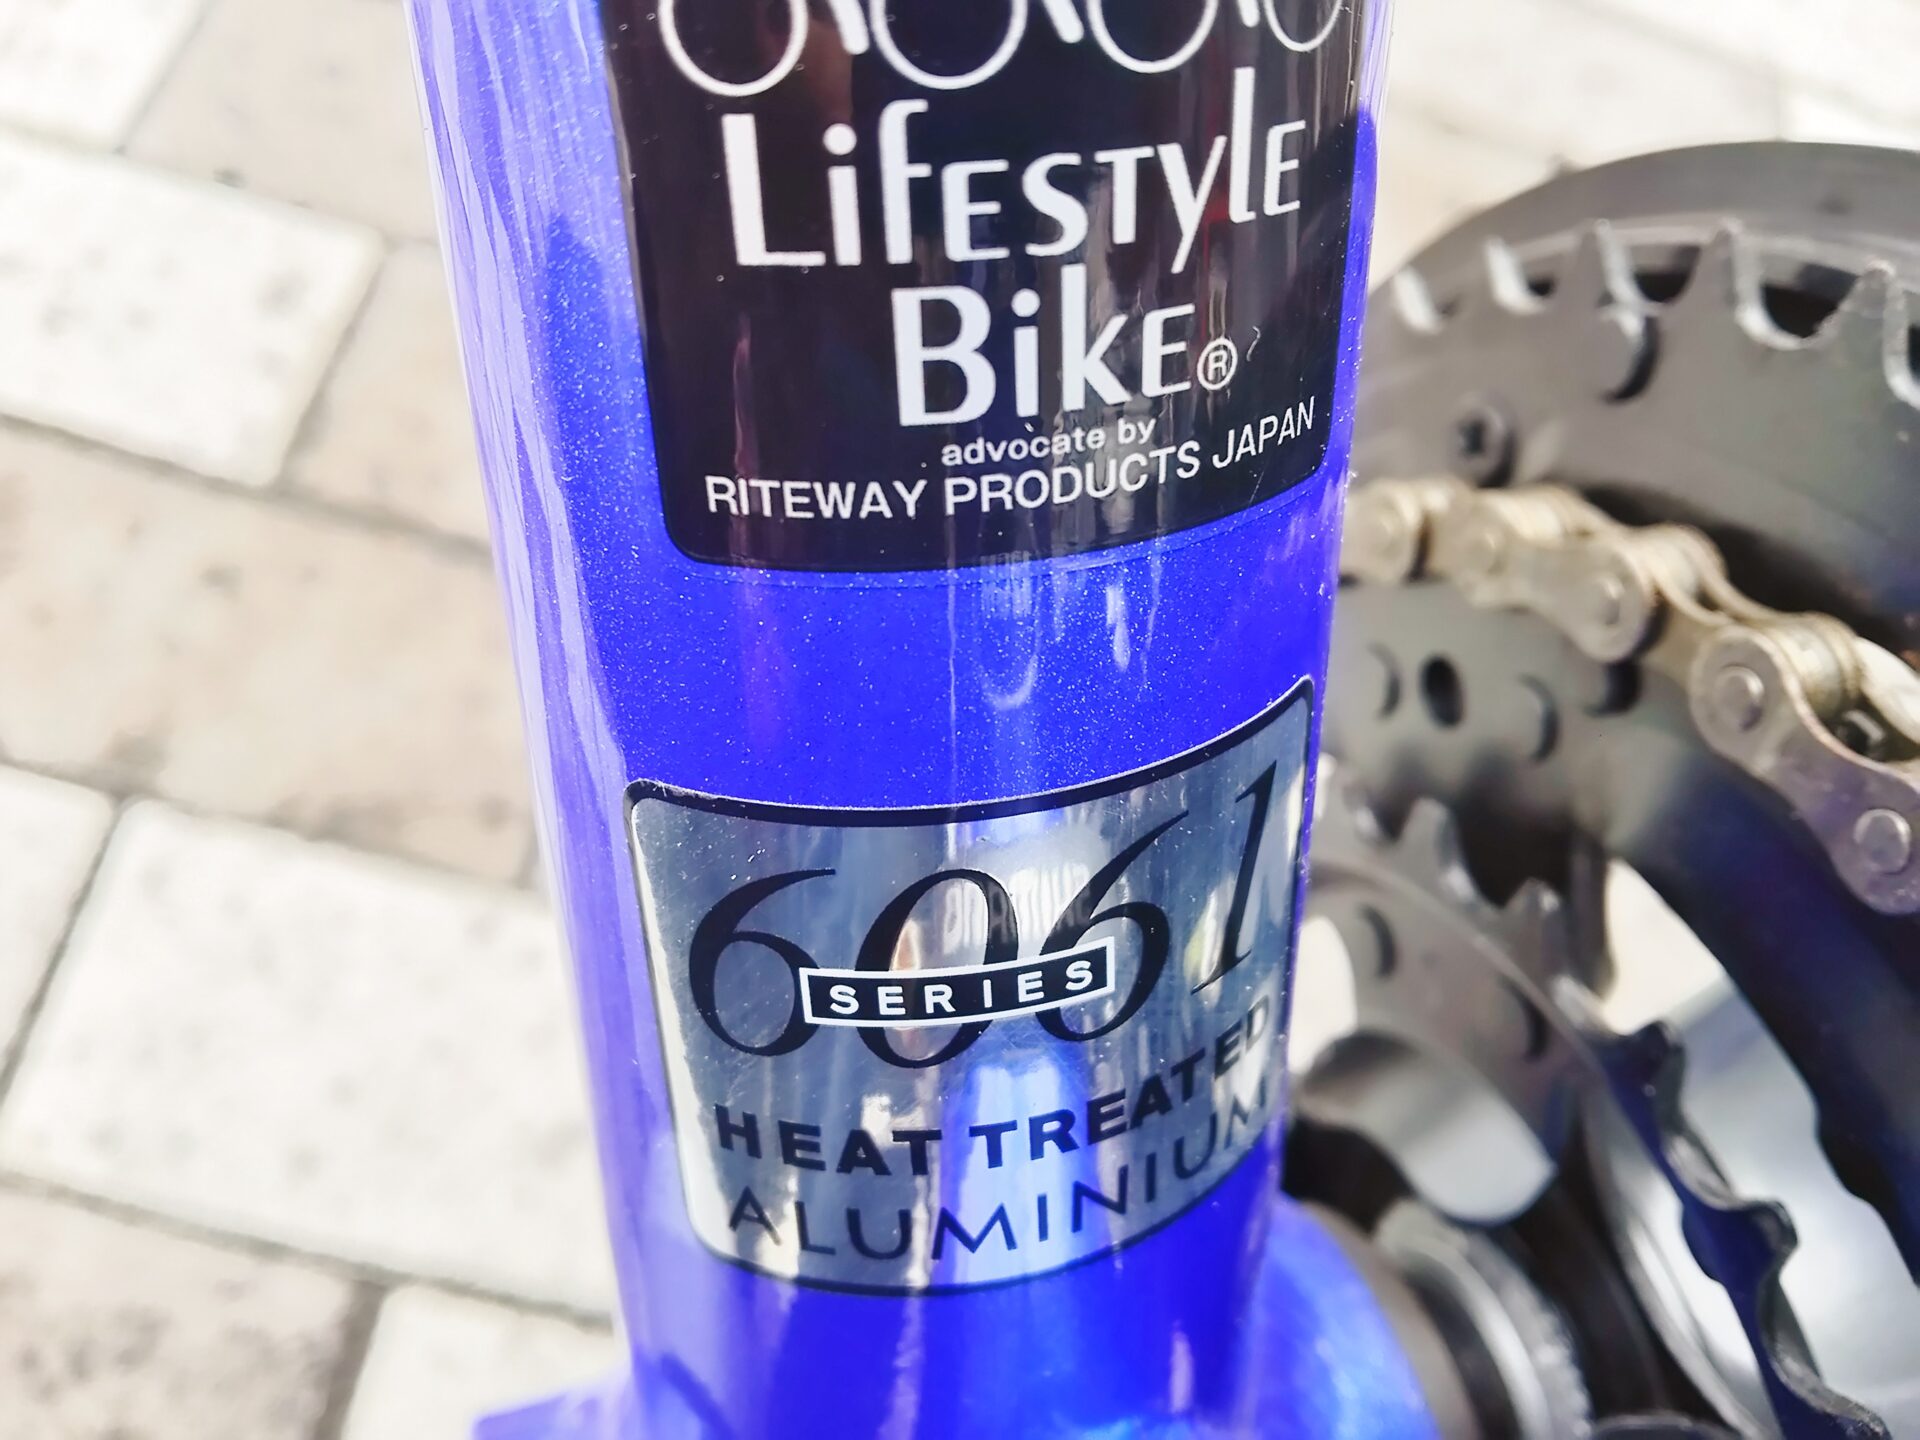 LifESTylE
BikE®
advocate by
RITEWAY PRODUCTS JAPAN
6061
SERIES
HEAT TREATED
ALUMINIUM